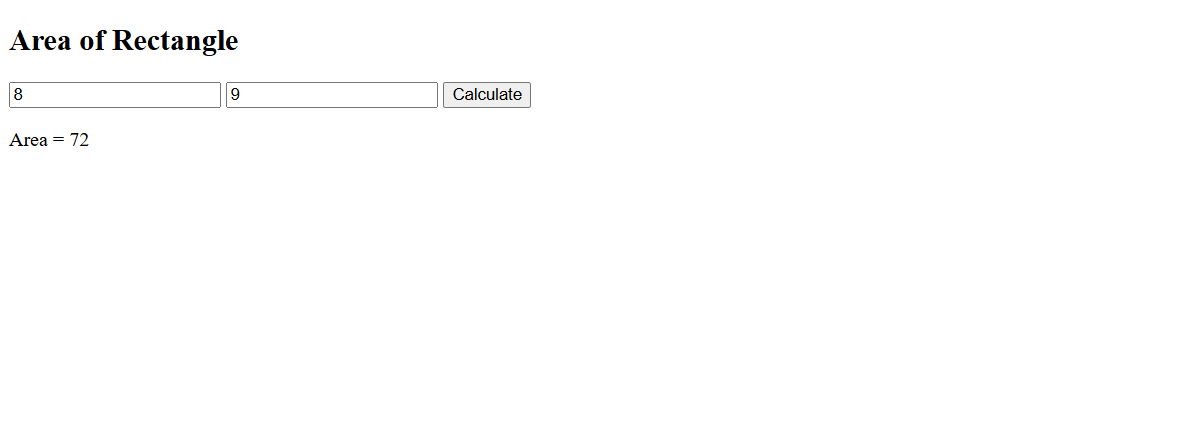 Area of Rectangle
8 9 Calculate
Area = 72